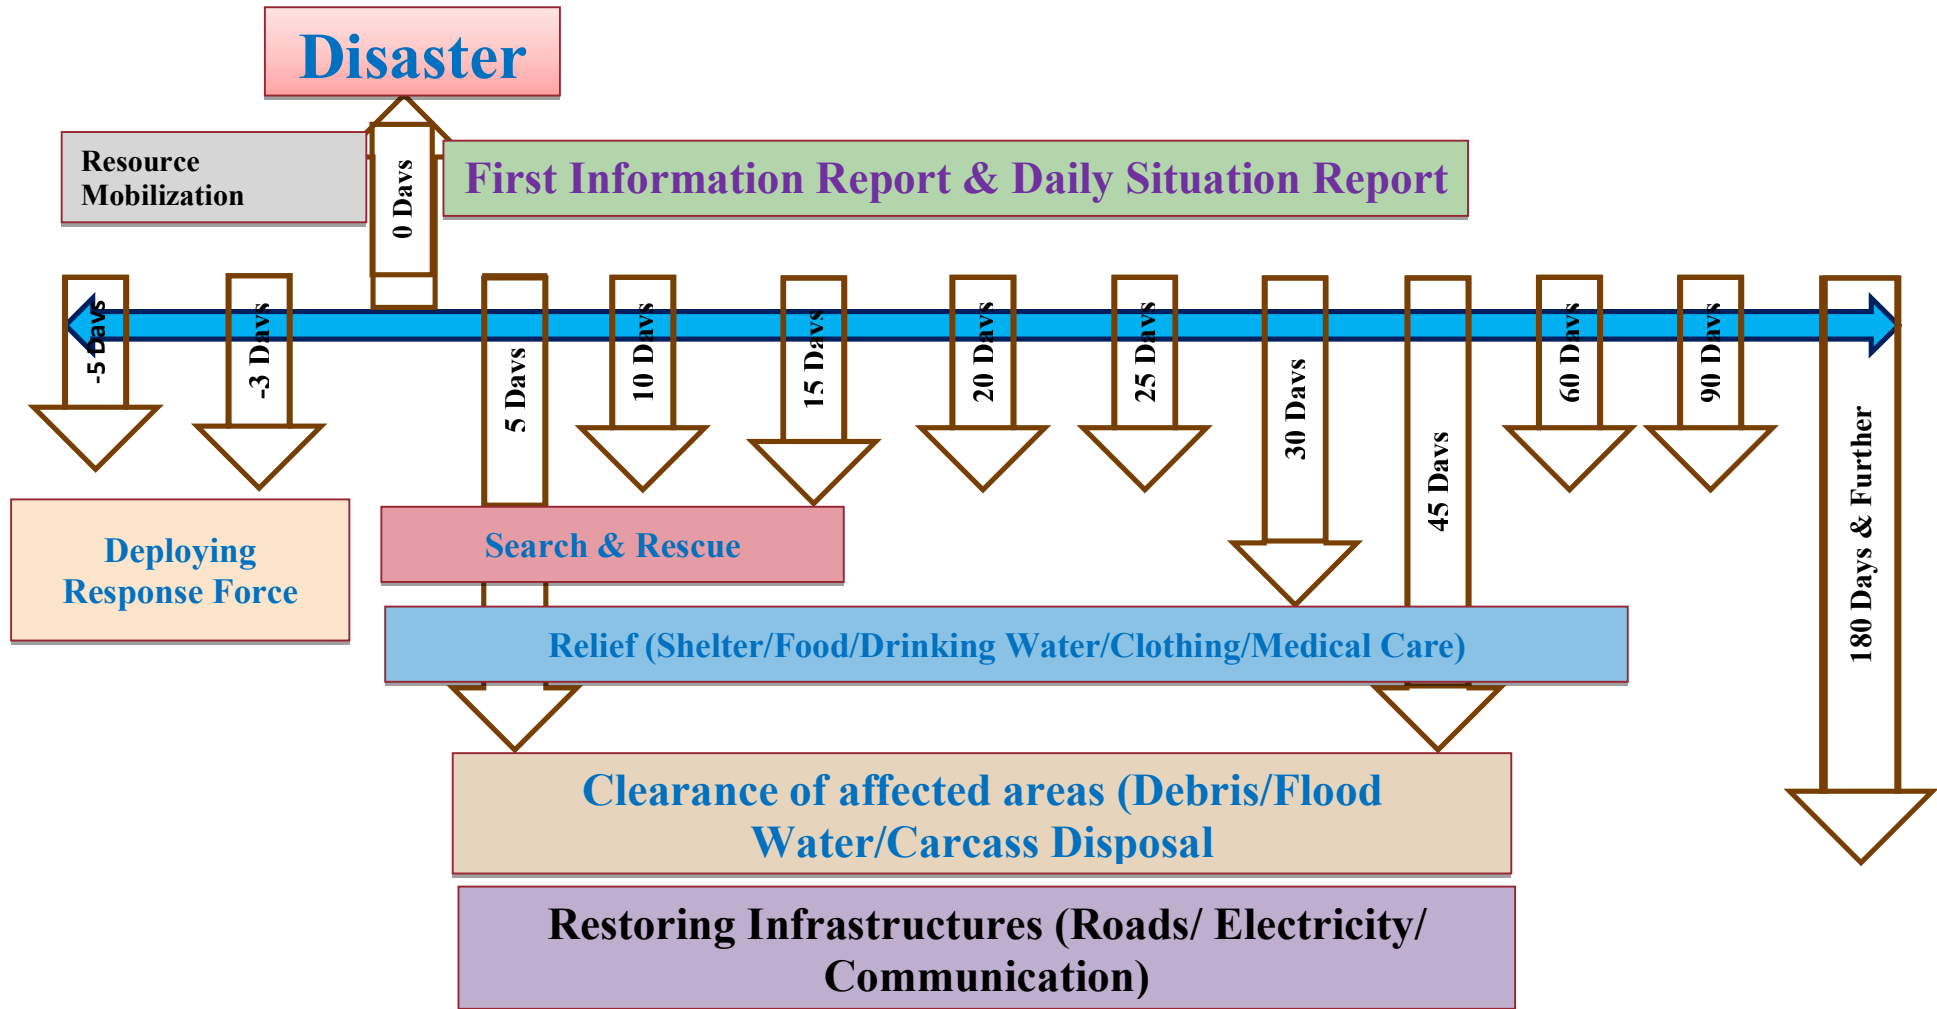 Disaster
Resource
Mobilization
0 Days
First Information Report & Daily Situation Report
-5 Days
-3 Days
5 Days
10 Days
15 Days
20 Days
25 Days
30 Days
45 Days
60 Days
90 Days
180 Days & Further
Deploying
Response Force
Search & Rescue
Relief (Shelter/Food/Drinking Water/Clothing/Medical Care)
Clearance of affected areas (Debris/Flood
Water/Carcass Disposal
Restoring Infrastructures (Roads/ Electricity/
Communication)